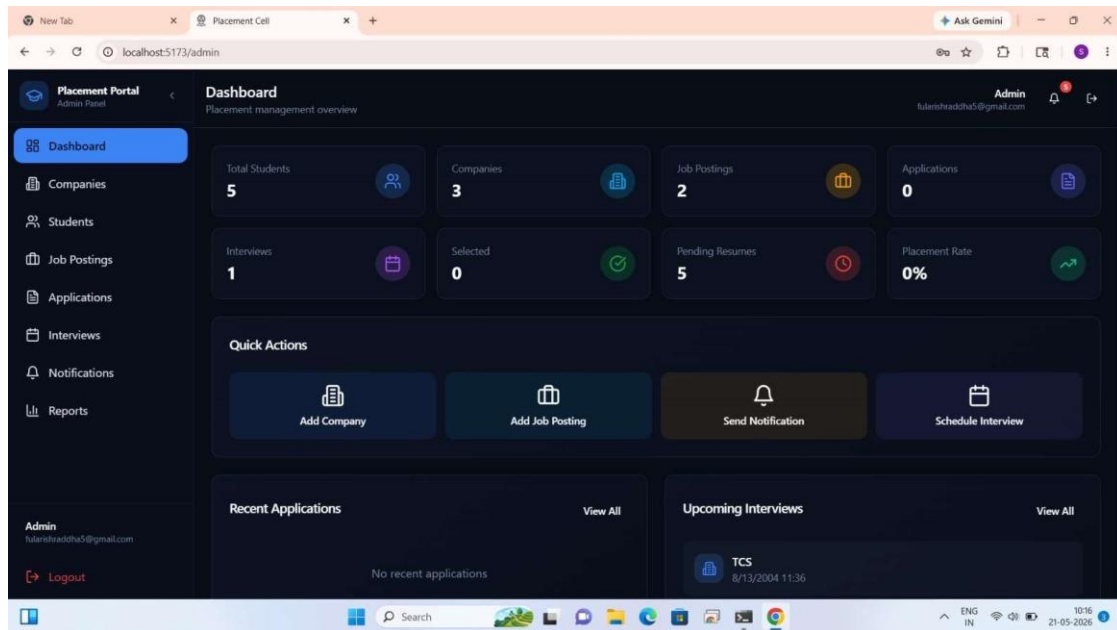 New Tab
Placement Cell
Ask Gemini
localhost:5173/admin
S
Placement Portal
Admin Panel
Dashboard
Companies
Students
Job Postings
Applications
Interviews
Notifications
Reports
Admin
fularishraddha5@gmail.com
Logout
Dashboard
Placement management overview
Admin
fularishraddha5@gmail.com
5
Total Students
5
Companies
3
Job Postings
2
Applications
0
Interviews
1
Selected
0
Pending Resumes
5
Placement Rate
0%
Quick Actions
Add Company
Add Job Posting
Send Notification
Schedule Interview
Recent Applications
View All
No recent applications
Upcoming Interviews
View All
TCS
8/13/2004 11:36
Search
ENG
IN
10:16
21-05-2026